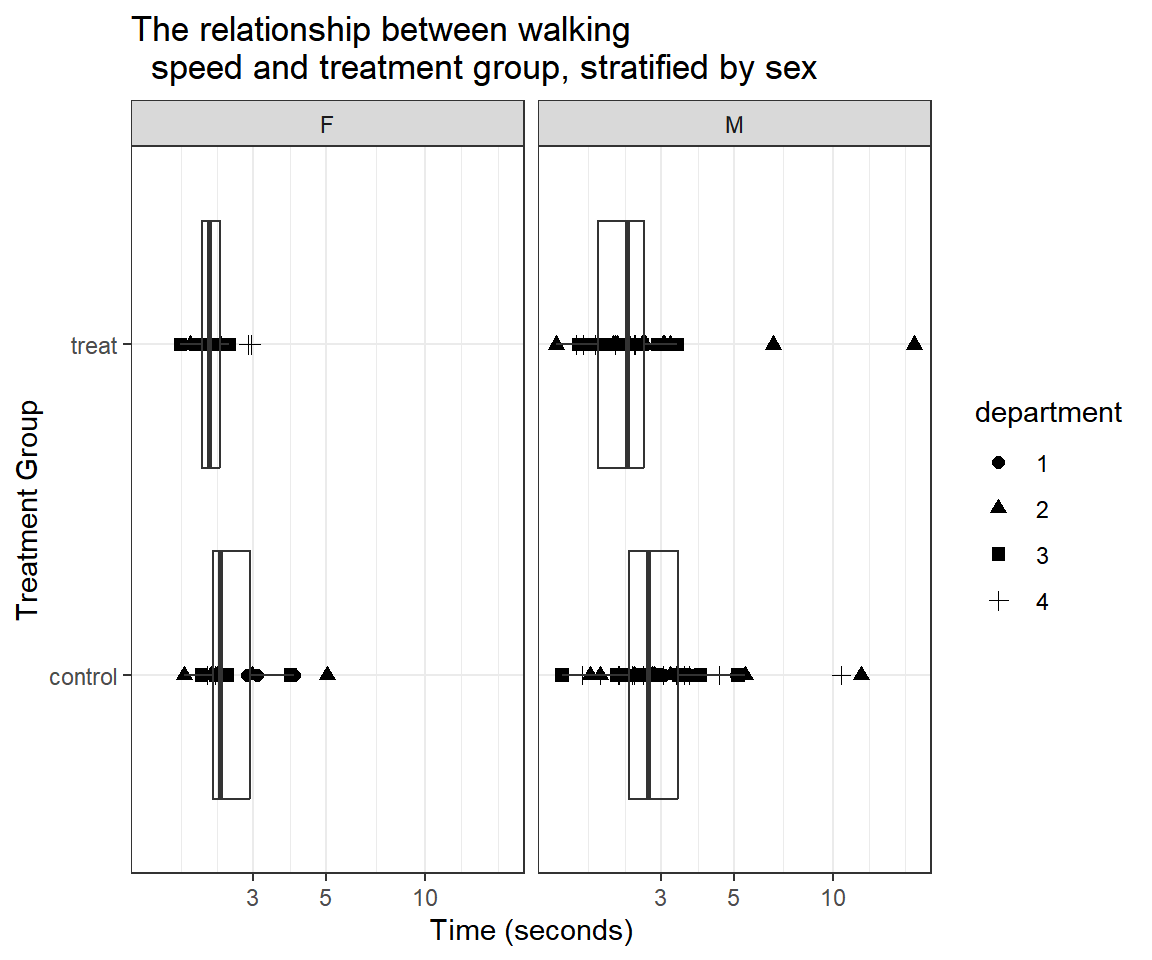 The relationship between walking
speed and treatment group, stratified by sex
F
M
treat
control
Treatment Group
3
5
10
3
5
10
Time (seconds)
department
1
2
3
4